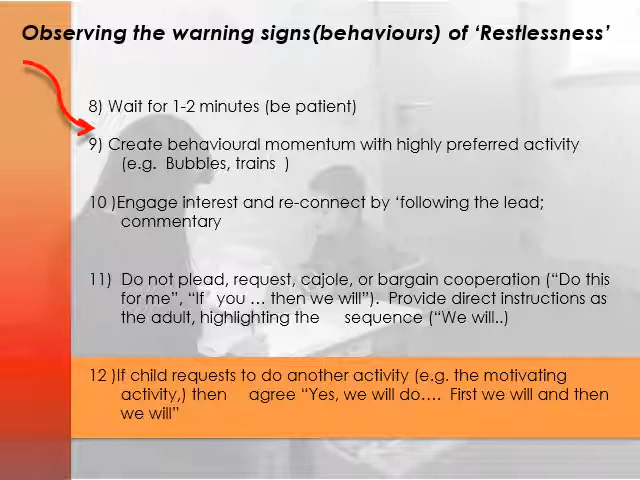 Observing the warning signs(behaviours) of ‘Restlessness’
8) Wait for 1-2 minutes (be patient)
9) Create behavioural momentum with highly preferred activity
(e.g. Bubbles, trains )
10 )Engage interest and re-connect by ‘following the lead;
commentary
11) Do not plead, request, cajole, or bargain cooperation (“Do this
for me”, “If you … then we will”). Provide direct instructions as
the adult, highlighting the sequence (“We will..)
12 )If child requests to do another activity (e.g. the motivating
activity,) then agree “Yes, we will do…. First we will and then
we will”